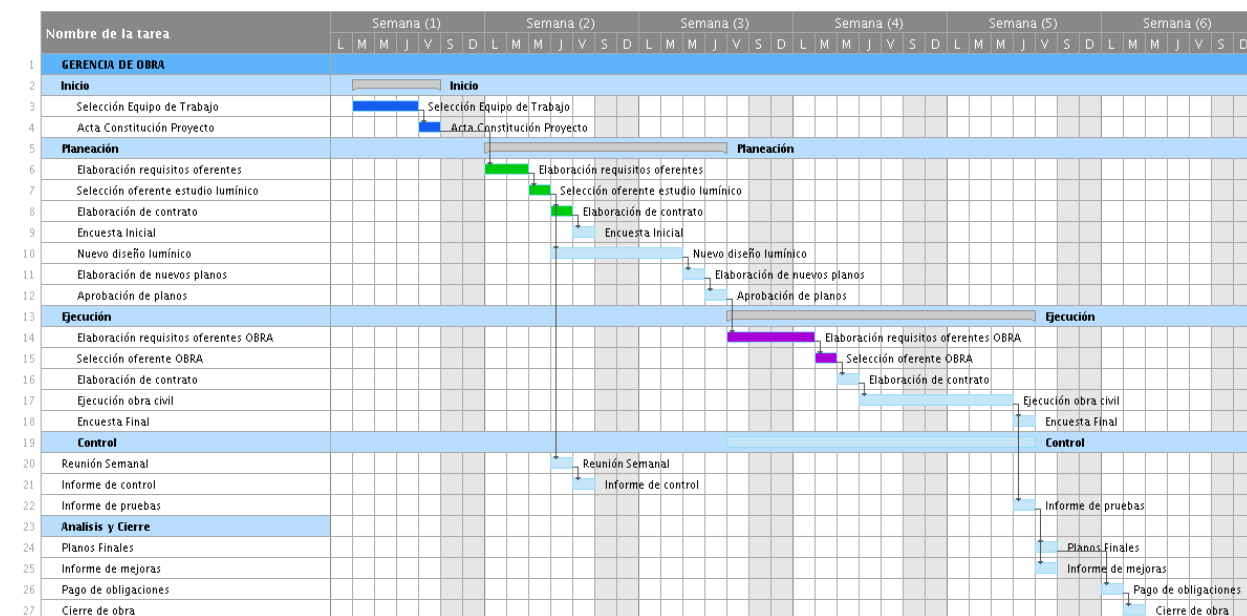 Nombre de la tarea
Semana (1) Semana (2) Semana (3) Semana (4) Semana (5) Semana (6)
L M M J V S D L M M J V S D L M M J V S D L M M J V S D L M M J V S D L M M J V S D
1 GERENCIA DE OBRA
2 Inicio Inicio
3 Selección Equipo de Trabajo Selección Equipo de Trabajo
4 Acta Constitución Proyecto Acta Constitución Proyecto
5 Planeación Planeación
6 Elaboración requisitos oferentes Elaboración requisitos oferentes
7 Selección oferente estudio lumínico Selección oferente estudio lumínico
8 Elaboración de contrato Elaboración de contrato
9 Encuesta Inicial Encuesta Inicial
10 Nuevo diseño lumínico Nuevo diseño lumínico
11 Elaboración de nuevos planos Elaboración de nuevos planos
12 Aprobación de planos Aprobación de planos
13 Ejecución Ejecución
14 Elaboración requisitos oferentes OBRA Elaboración requisitos oferentes OBRA
15 Selección oferente OBRA Selección oferente OBRA
16 Elaboración de contrato Elaboración de contrato
17 Ejecución obra civil Ejecución obra civil
18 Encuesta Final Encuesta Final
19 Control Control
20 Reunión Semanal Reunión Semanal
21 Informe de control Informe de control
22 Informe de pruebas Informe de pruebas
23 Analisis y Cierre
24 Planos Finales Planos Finales
25 Informe de mejoras Informe de mejoras
26 Pago de obligaciones Pago de obligaciones
27 Cierre de obra Cierre de obra